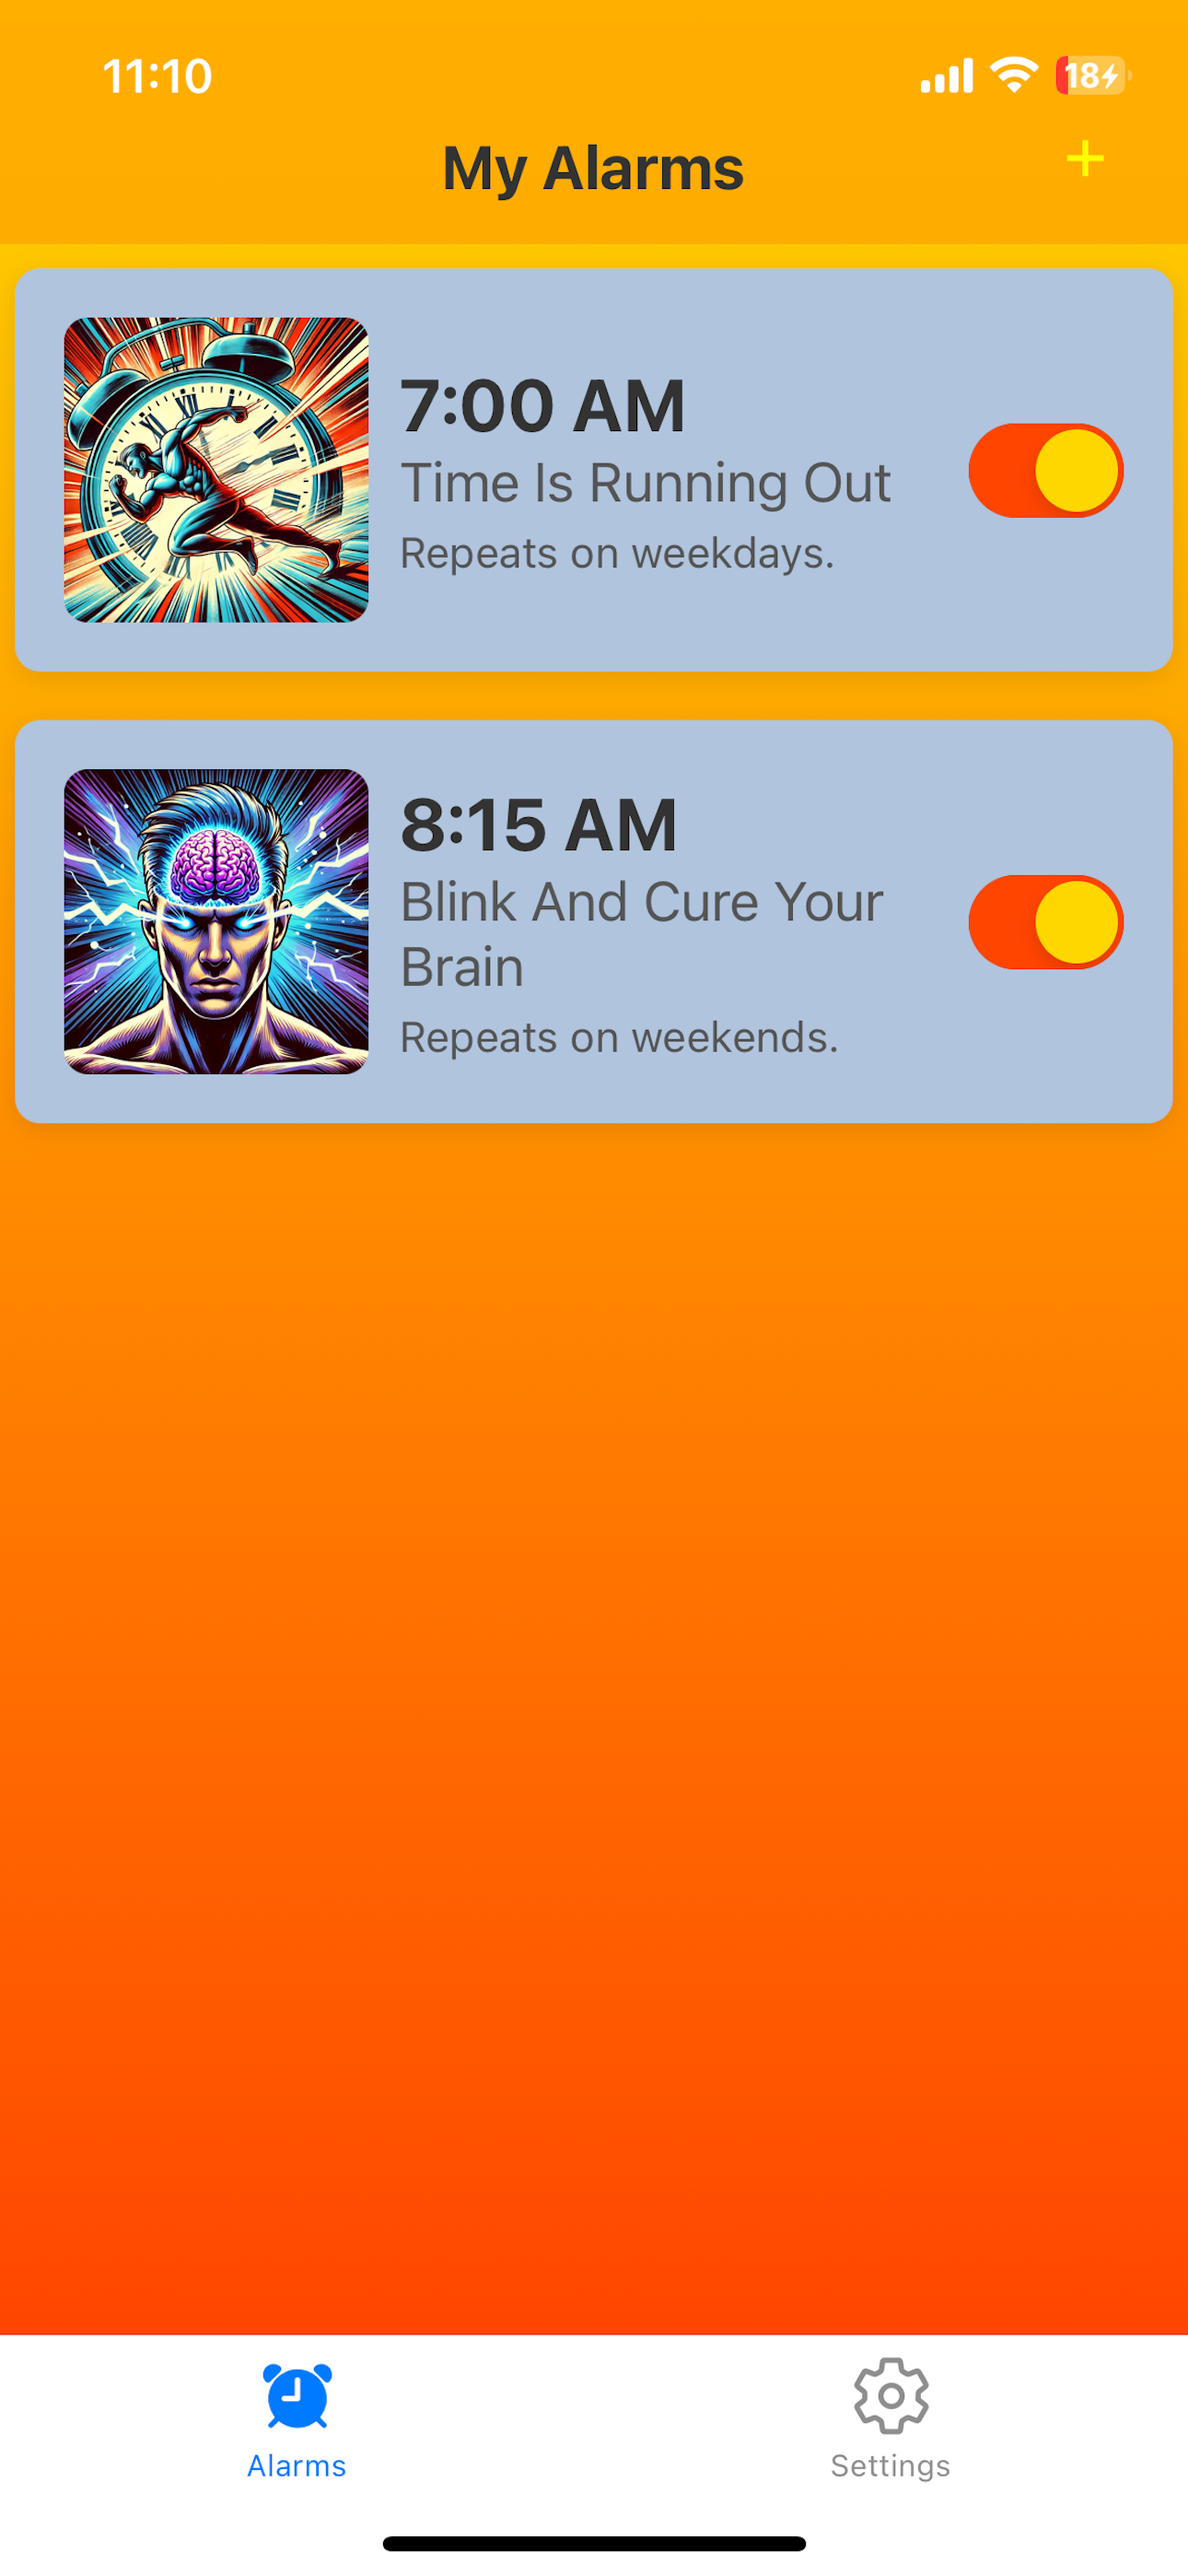 11:10
18
My Alarms
+
7:00 AM
Time Is Running Out
Repeats on weekdays.
8:15 AM
Blink And Cure Your
Brain
Repeats on weekends.
Alarms
Settings